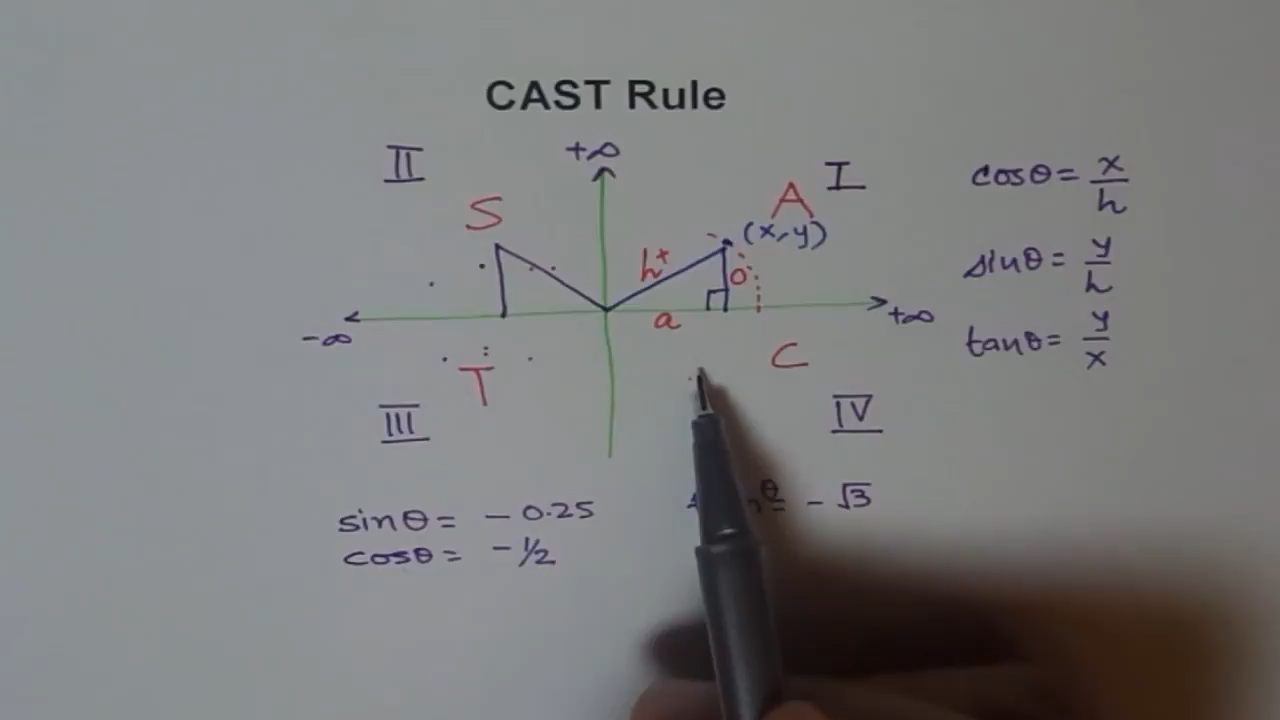 CAST Rule
II
+∞
I
S
A
(x,y)
h+
o
a
-∞
+∞
T
C
III
IV
cosθ = x/h
sinθ = y/h
tanθ = y/x
sinθ = -0.25
θ = -√3
cosθ = -1/2